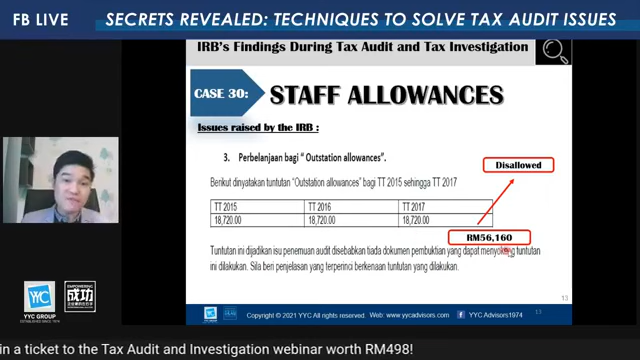 FB LIVE
SECRETS REVEALED: TECHNIQUES TO SOLVE TAX AUDIT ISSUES
IRB's Findings During Tax Audit and Tax Investigation
CASE 30:
STAFF ALLOWANCES
Issues raised by the IRB :
3. Perbelanjaan bagi " Outstation allowances".
Disallowed
Berikut dinyatakan tuntutan "Outstation allowances" bagi TT 2015 sehingga TT 2017
TT 2015 TT 2016 TT 2017
18,720.00 18,720.00 18,720.00
RM56,160
Tuntutan ini dijadikan isu penemuan audit disebabkan tiada dokumen pembuktian yang dapat menyokong tuntutan
ini dilakukan. Sila beri penjelasan yang terperinci berkenaan tuntutan yang dilakukan.
13
YYC
YYC GROUP
ESTABLISHED SINCE 1974
EMPOWERING
成功
Copyright © 2021 YYC All rights reserved. Web: www.yycadvisors.com YYC Advisors1974
13
in a ticket to the Tax Audit and Investigation webinar worth RM498!